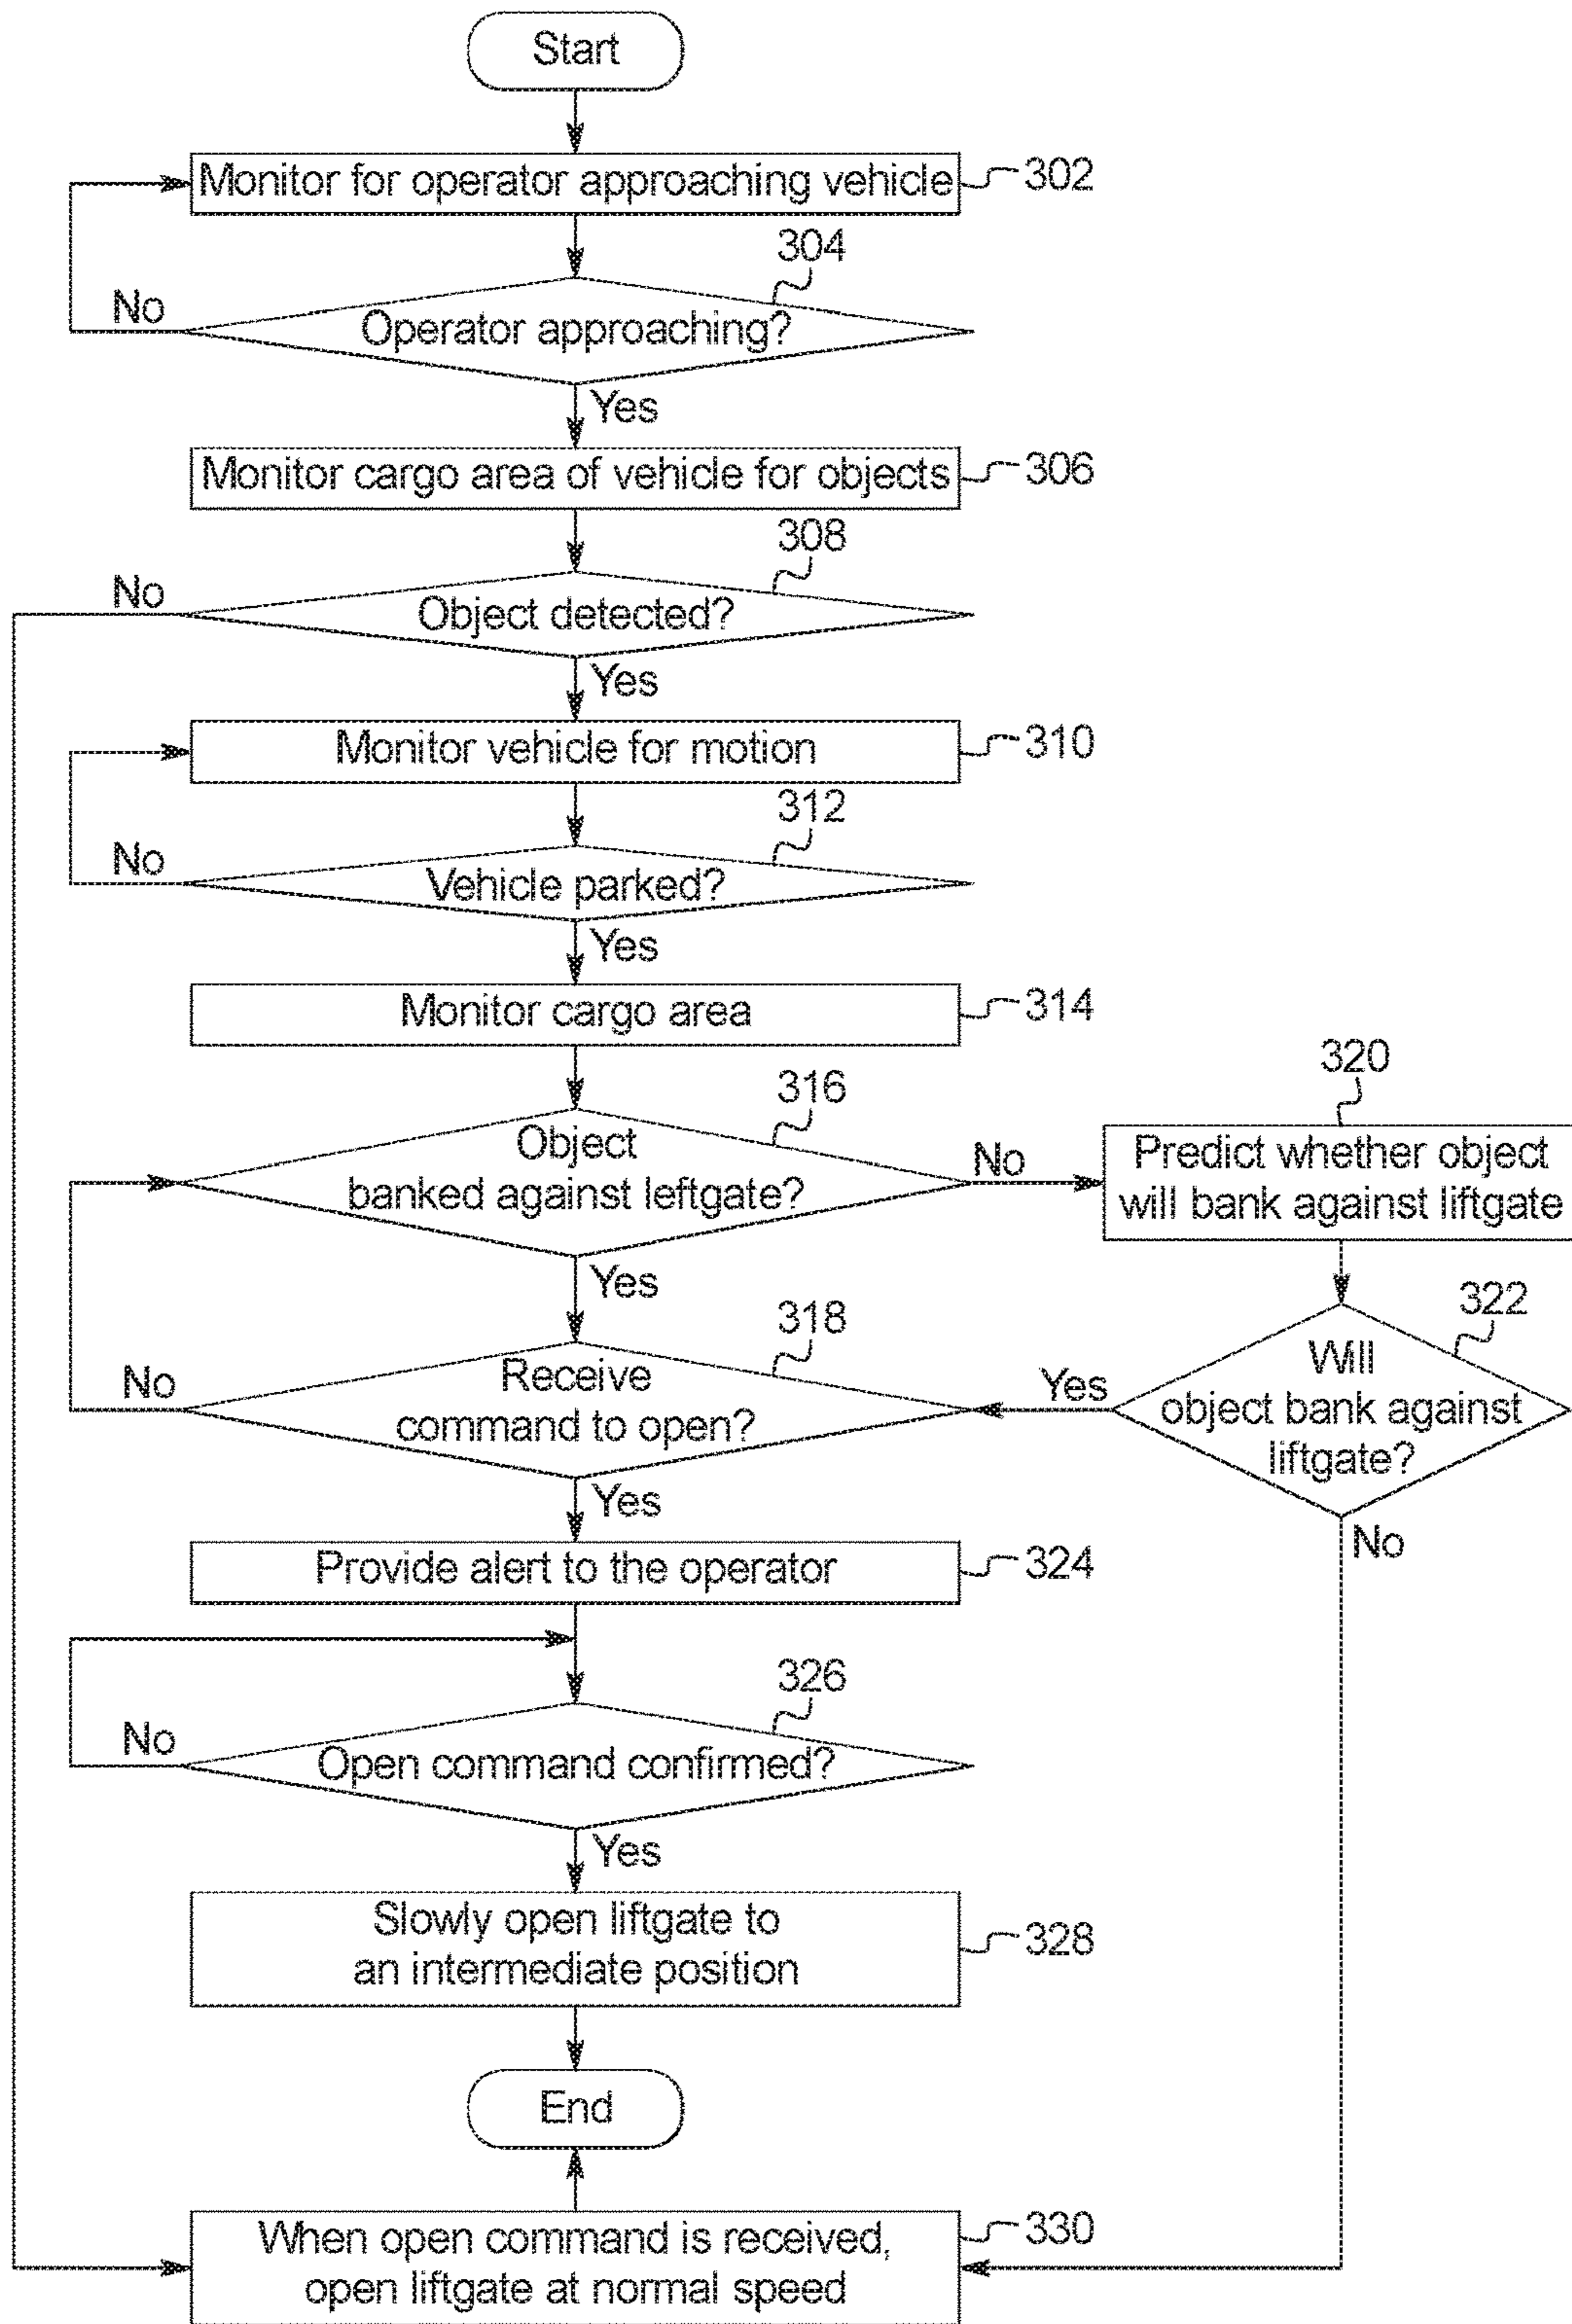 Start
Monitor for operator approaching vehicle
302
304
Operator approaching?
No
Yes
Monitor cargo area of vehicle for objects
306
308
No
Object detected?
Yes
Monitor vehicle for motion
310
312
No
Vehicle parked?
Yes
Monitor cargo area
314
316
Object
banked against leftgate?
No
Yes
320
Predict whether object
will bank against liftgate
318
Receive
command to open?
No
Yes
322
Will
object bank against
liftgate?
Yes
No
Provide alert to the operator
324
326
Open command confirmed?
No
Yes
Slowly open liftgate to
an intermediate position
328
End
When open command is received,
open liftgate at normal speed
330